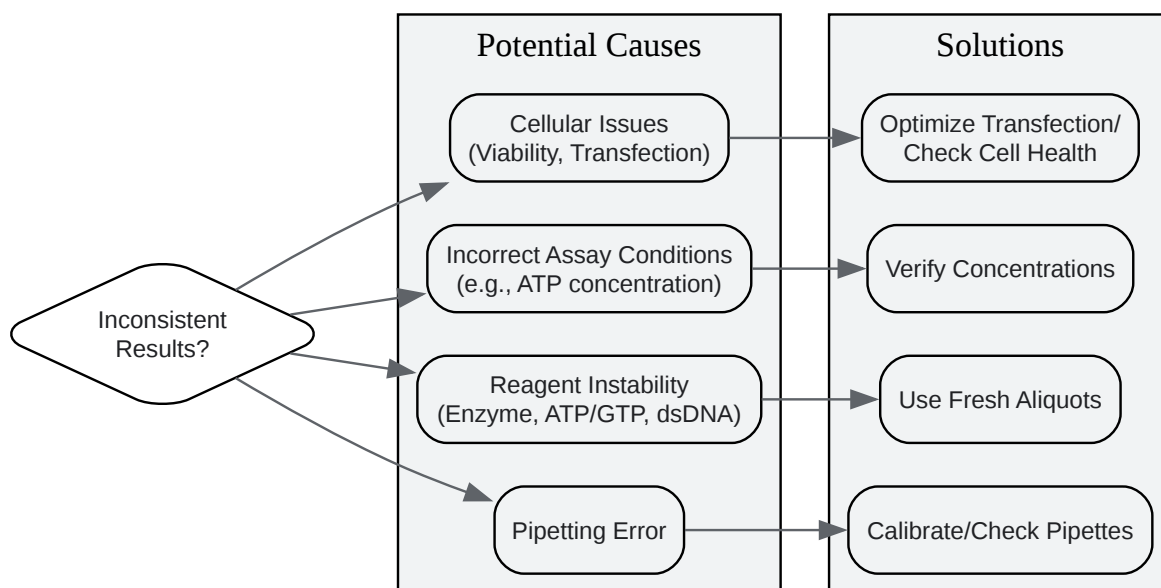 Potential Causes
Solutions
Cellular Issues
(Viability, Transfection)
Optimize Transfection/
Check Cell Health
Incorrect Assay Conditions
(e.g., ATP concentration)
Verify Concentrations
Inconsistent
Results?
Reagent Instability
(Enzyme, ATP/GTP, dsDNA)
Use Fresh Aliquots
Pipetting Error
Calibrate/Check Pipettes